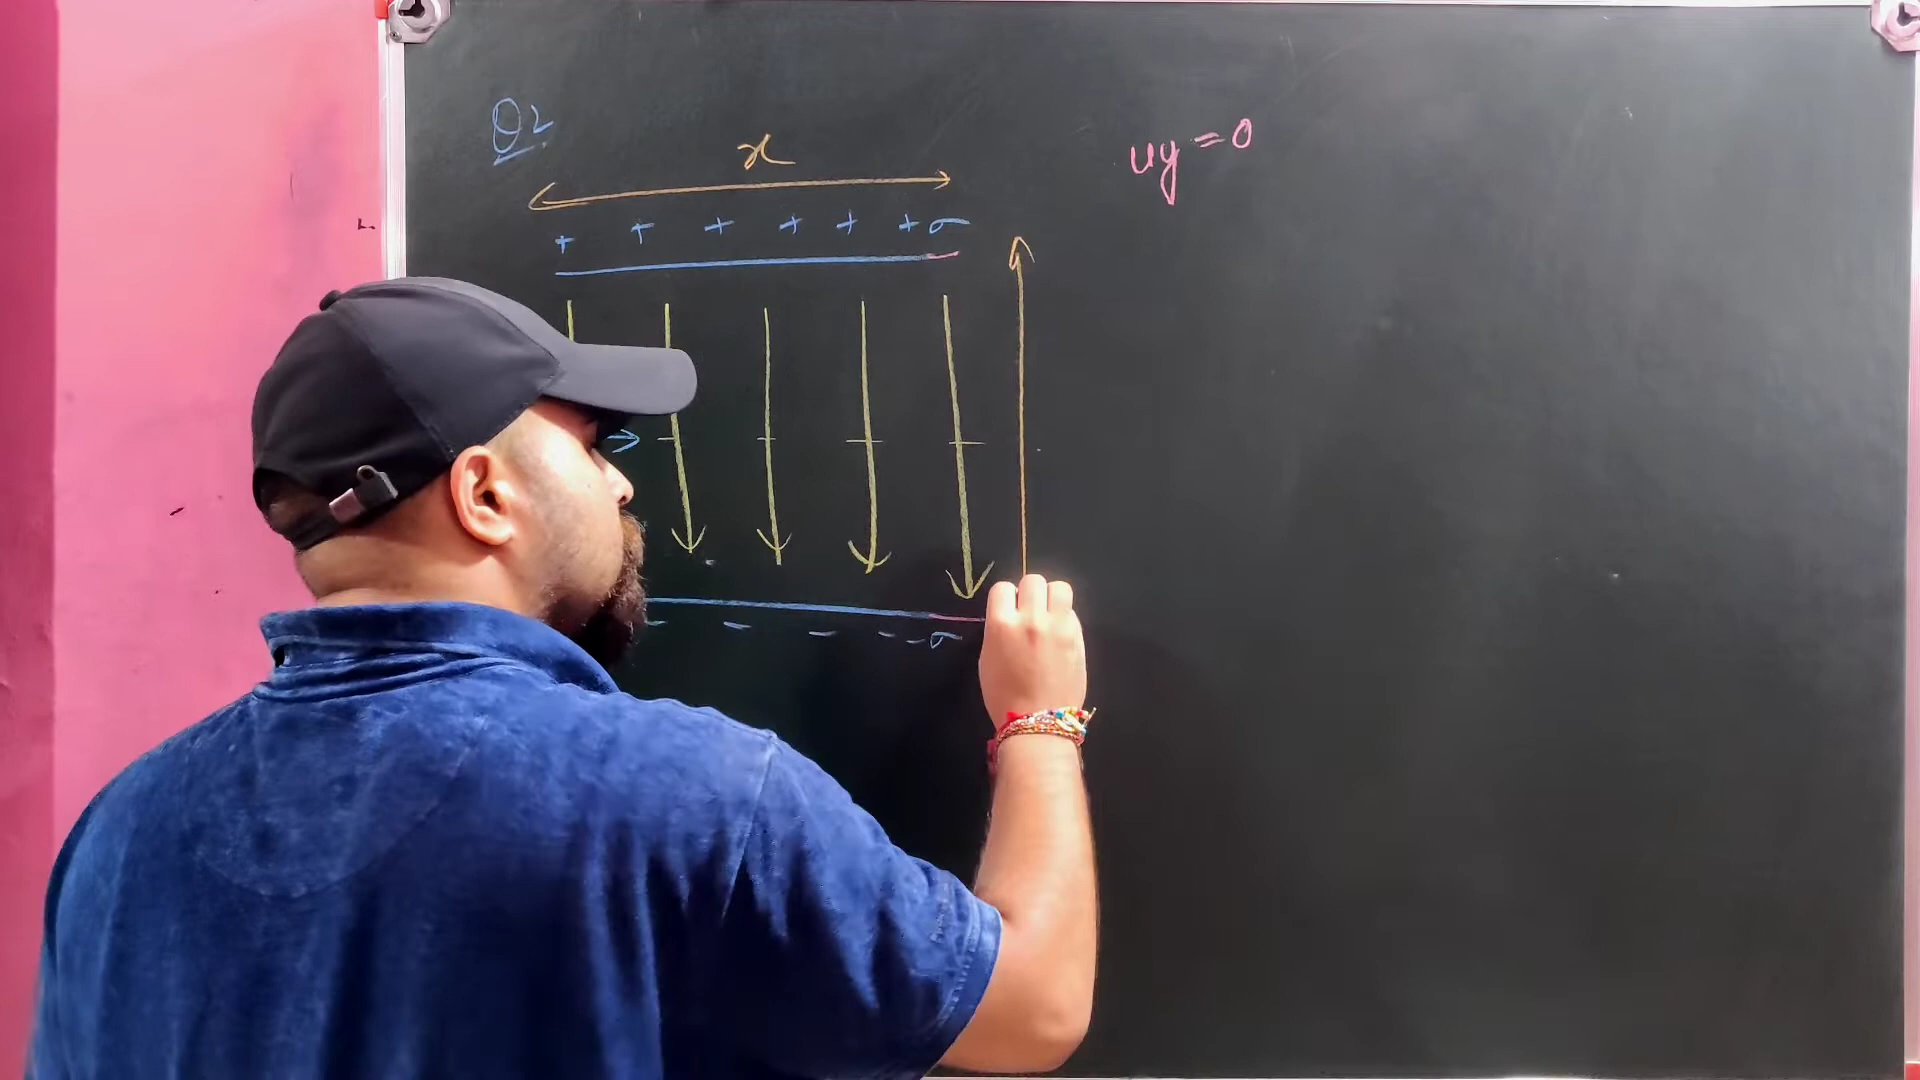 Q2.
x
+ + + + + + σ
uy = 0
- - - - - σ